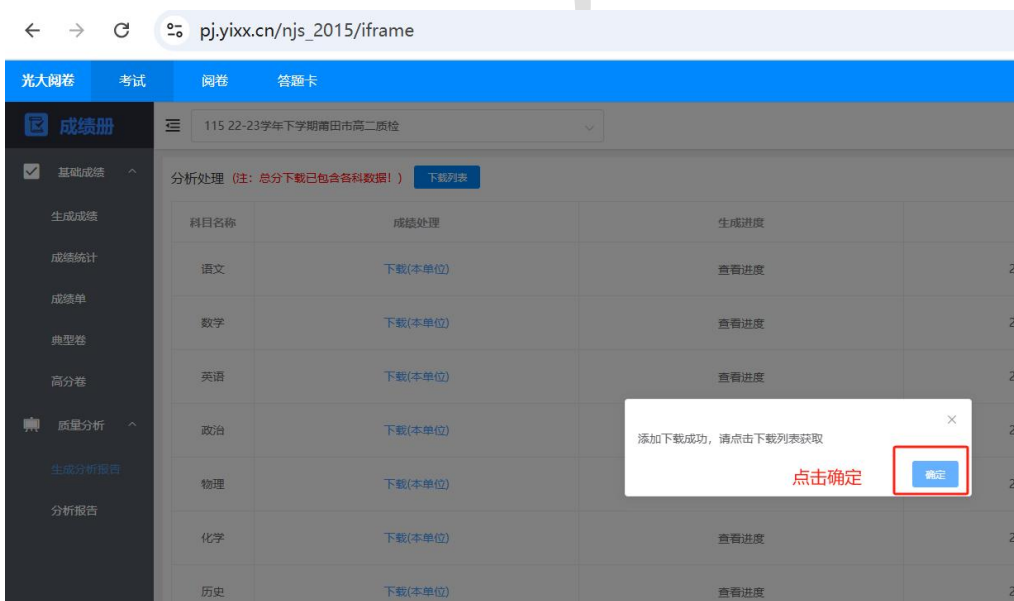 pj.yixx.cn/njs_2015/iframe
光大阅卷 考试 阅卷 答题卡
成绩册 115 22-23学年下学期莆田市高二质检
基础成绩 分析处理 (注: 总分下载已包含各科数据! ) 下载列表
生成成绩 科目名称 成绩处理 生成进度
成绩统计 语文 下载(本单位) 查看进度 2
成绩单
典型卷 数学 下载(本单位) 查看进度 2
高分卷 英语 下载(本单位) 查看进度 2
质量分析 政治 下载(本单位) 2
添加下载成功, 请点击下载列表获取
生成分析报告 物理 下载(本单位) 2
点击确定 确定
分析报告
化学 下载(本单位) 查看进度 2
历史 下载(本单位) 查看进度 2